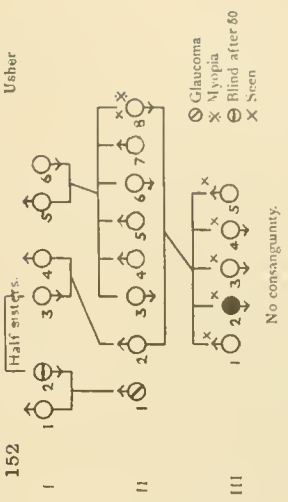 152
Usher
Half sisters.
I
1 2 3 4 5 6
II
1 2 3 4 5 6 7 8
III
1 2 3 4 5
Glaucoma
Myopia
Blind after 80
Seen
No consanguinity.